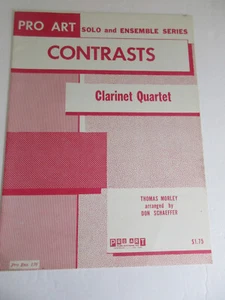 PRO ART SOLO and ENSEMBLE SERIES
CONTRASTS
Clarinet Quartet
THOMAS MORLEY
arranged by
DON SCHAEFFER
PRO ART
$1.75